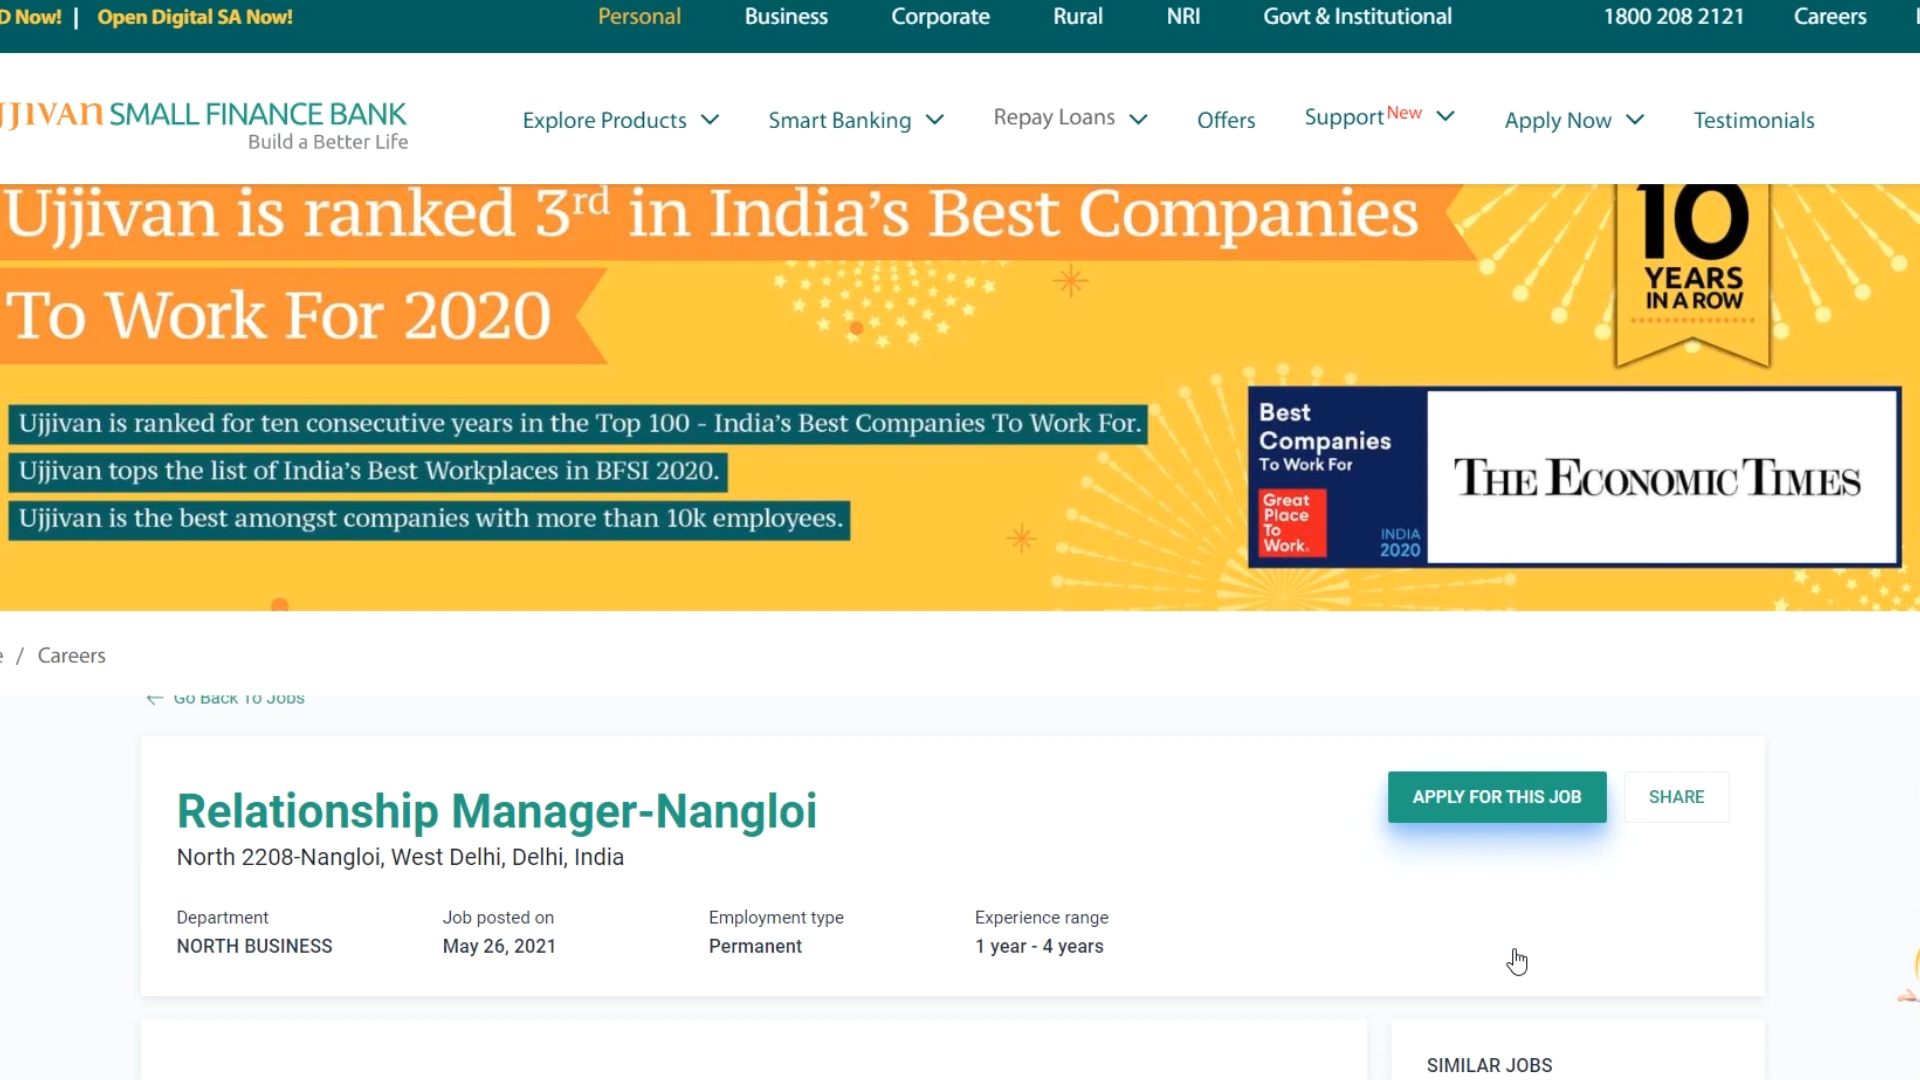 Now! | Open Digital SA Now! Personal Business Corporate Rural NRI Govt & Institutional 1800 208 2121 Careers
SMALL FINANCE BANK
Build a Better Life
Explore Products Smart Banking Repay Loans Offers Support New Apply Now Testimonials
Ujjivan is ranked 3rd in India's Best Companies
To Work For 2020
10
YEARS
IN A ROW
Ujjivan is ranked for ten consecutive years in the Top 100 - India's Best Companies To Work For.
Ujjivan tops the list of India's Best Workplaces in BFSI 2020.
Ujjivan is the best amongst companies with more than 10k employees.
Best
Companies
To Work For
Great
Place
To
Work.
INDIA
2020
THE ECONOMIC TIMES
/ Careers
Go Back To Jobs
Relationship Manager-Nangloi
North 2208-Nangloi, West Delhi, Delhi, India
APPLY FOR THIS JOB SHARE
Department Job posted on Employment type Experience range
NORTH BUSINESS May 26, 2021 Permanent 1 year - 4 years
SIMILAR JOBS